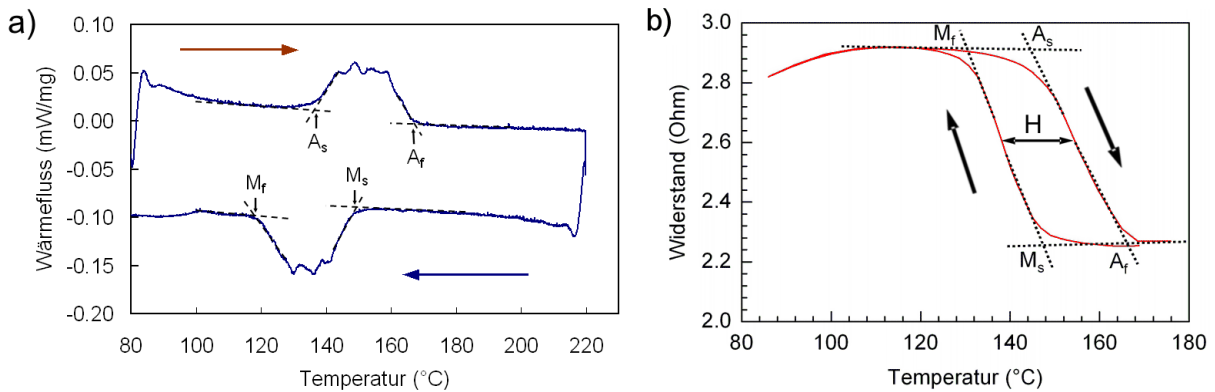 a)
Wärmefluss (mW/mg)
0.10
0.05
0.00
-0.05
-0.10
-0.15
-0.20
As
Af
Mf
Ms
80 100 120 140 160 180 200 220
Temperatur (°C)
b)
Widerstand (Ohm)
3.0
2.8
2.6
2.4
2.2
2.0
Mf
As
H
Ms
Af
80 100 120 140 160 180
Temperatur (°C)